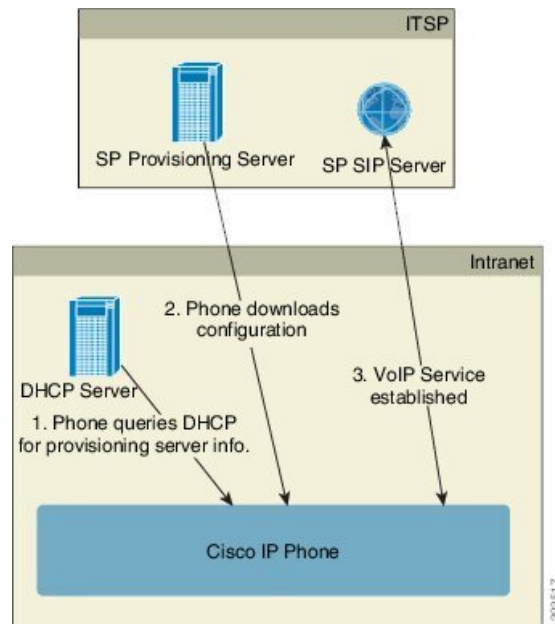 ITSP
SP Provisioning Server
SP SIP Server
Intranet
2. Phone downloads
configuration
DHCP Server
3. VoIP Service
established
1. Phone queries DHCP
for provisioning server info.
Cisco IP Phone